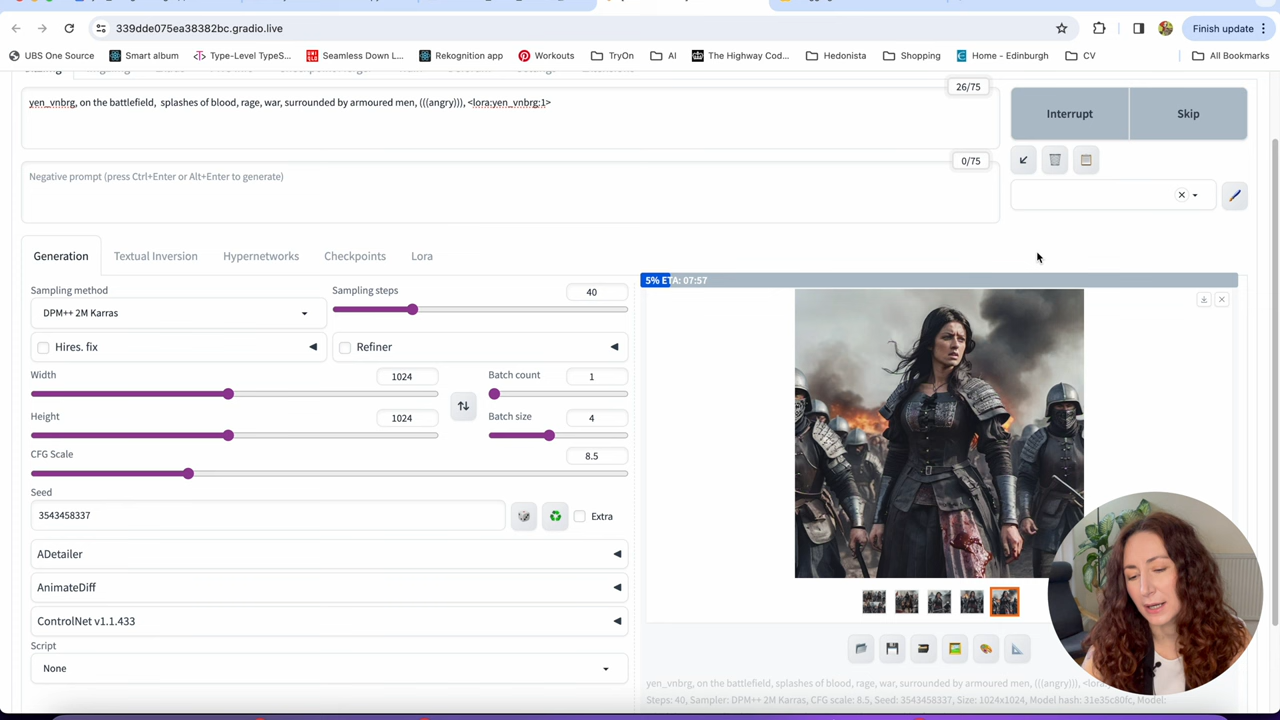 339dde075ea38382bc.gradio.live
Finish update
UBS One Source
Smart album
Type-Level TypeS...
Seamless Down L...
Rekognition app
Pinterest Workouts
TryOn
AI
The Highway Cod...
Hedonista
Shopping
Home - Edinburgh
CV
All Bookmarks
26/75
yen_vnbrg, on the battlefield, splashes of blood, rage, war, surrounded by armoured men, (((angry))), <lora:yen_vnbrg:1>
Interrupt
Skip
0/75
Negative prompt (press Ctrl+Enter or Alt+Enter to generate)
Generation
Textual Inversion
Hypernetworks
Checkpoints
Lora
Sampling method
Sampling steps
40
5% ETA: 07:57
DPM++ 2M Karras
Hires. fix
Refiner
Width
1024
Batch count
1
Height
1024
Batch size
4
CFG Scale
8.5
Seed
3543458337
Extra
ADetailer
AnimateDiff
ControlNet v1.1.433
Script
None
yen_vnbrg, on the battlefield, splashes of blood, rage, war, surrounded by armoured men, (((angry))),
Steps: 40, Sampler: DPM++ 2M Karras, CFG scale: 8.5, Seed: 3543458337, Size: 1024x1024, Model hash: 31e35c80fc, Model: